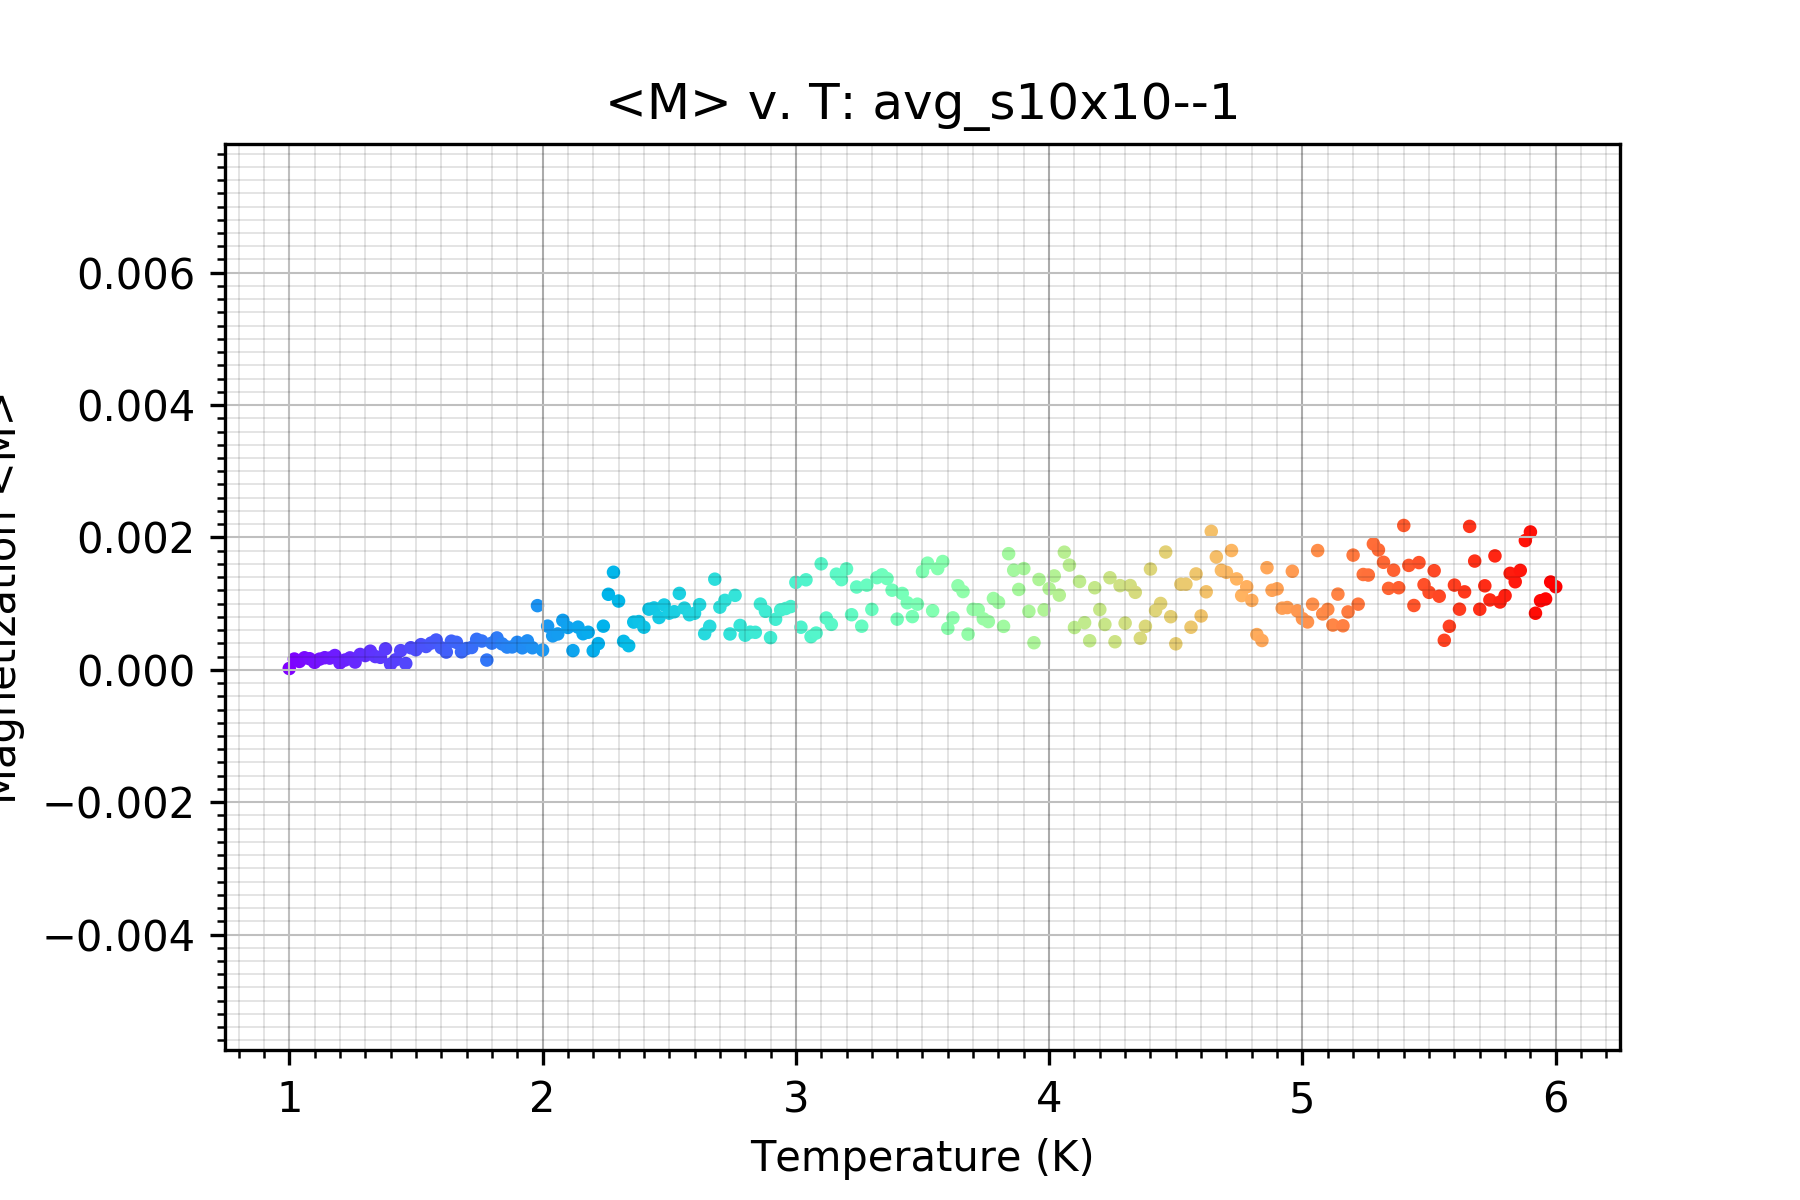 <M> v. T: avg_s10x10--1
Magnetization <M>
0.006
0.004
0.002
0.000
−0.002
−0.004
1 2 3 4 5 6
Temperature (K)